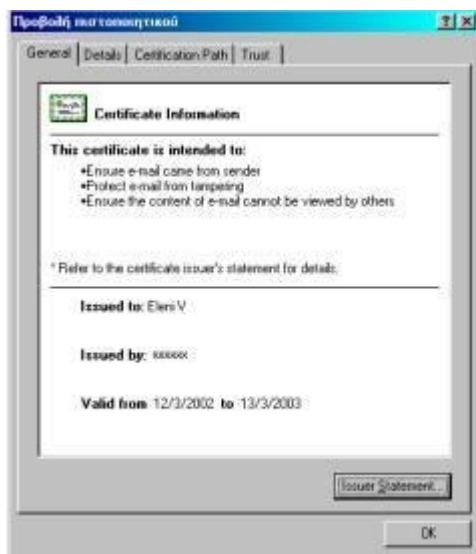 Προβολή πιστοποιητικού
General Details Certification Path Trust
Certificate Information
This certificate is intended to:
•Ensure e-mail came from sender
•Protect e-mail from tampering
•Ensure the content of e-mail cannot be viewed by others
* Refer to the certificate issuer's statement for details.
Issued to: Eleni V
Issued by: xxxxxx
Valid from 12/3/2002 to 13/3/2003
Issuer Statement...
OK